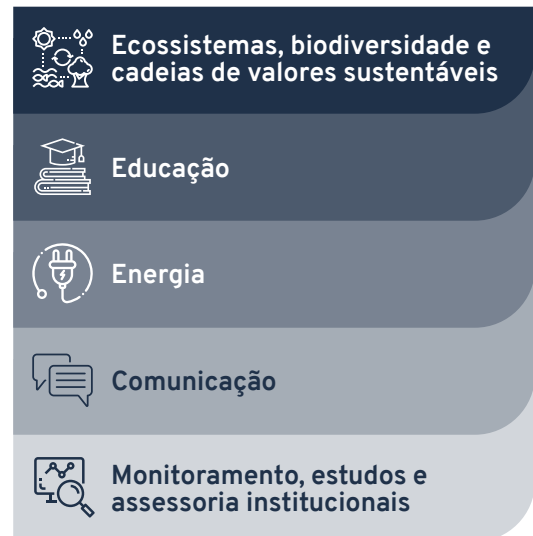 Ecossistemas, biodiversidade e
cadeias de valores sustentáveis
Educação
Energia
Comunicação
Monitoramento, estudos e
assessoria institucionais